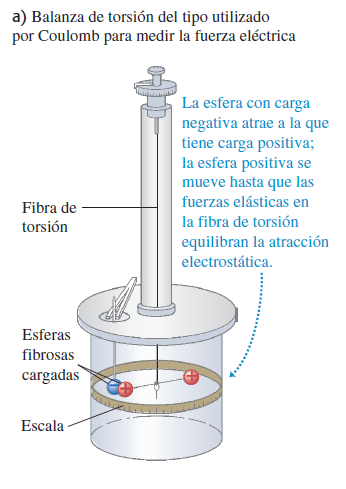 a) Balanza de torsión del tipo utilizado
por Coulomb para medir la fuerza eléctrica
La esfera con carga
negativa atrae a la que
tiene carga positiva;
la esfera positiva se
mueve hasta que las
fuerzas elásticas en
la fibra de torsión
equilibran la atracción
electrostática.
Fibra de
torsión
Esferas
fibrosas
cargadas
Escala